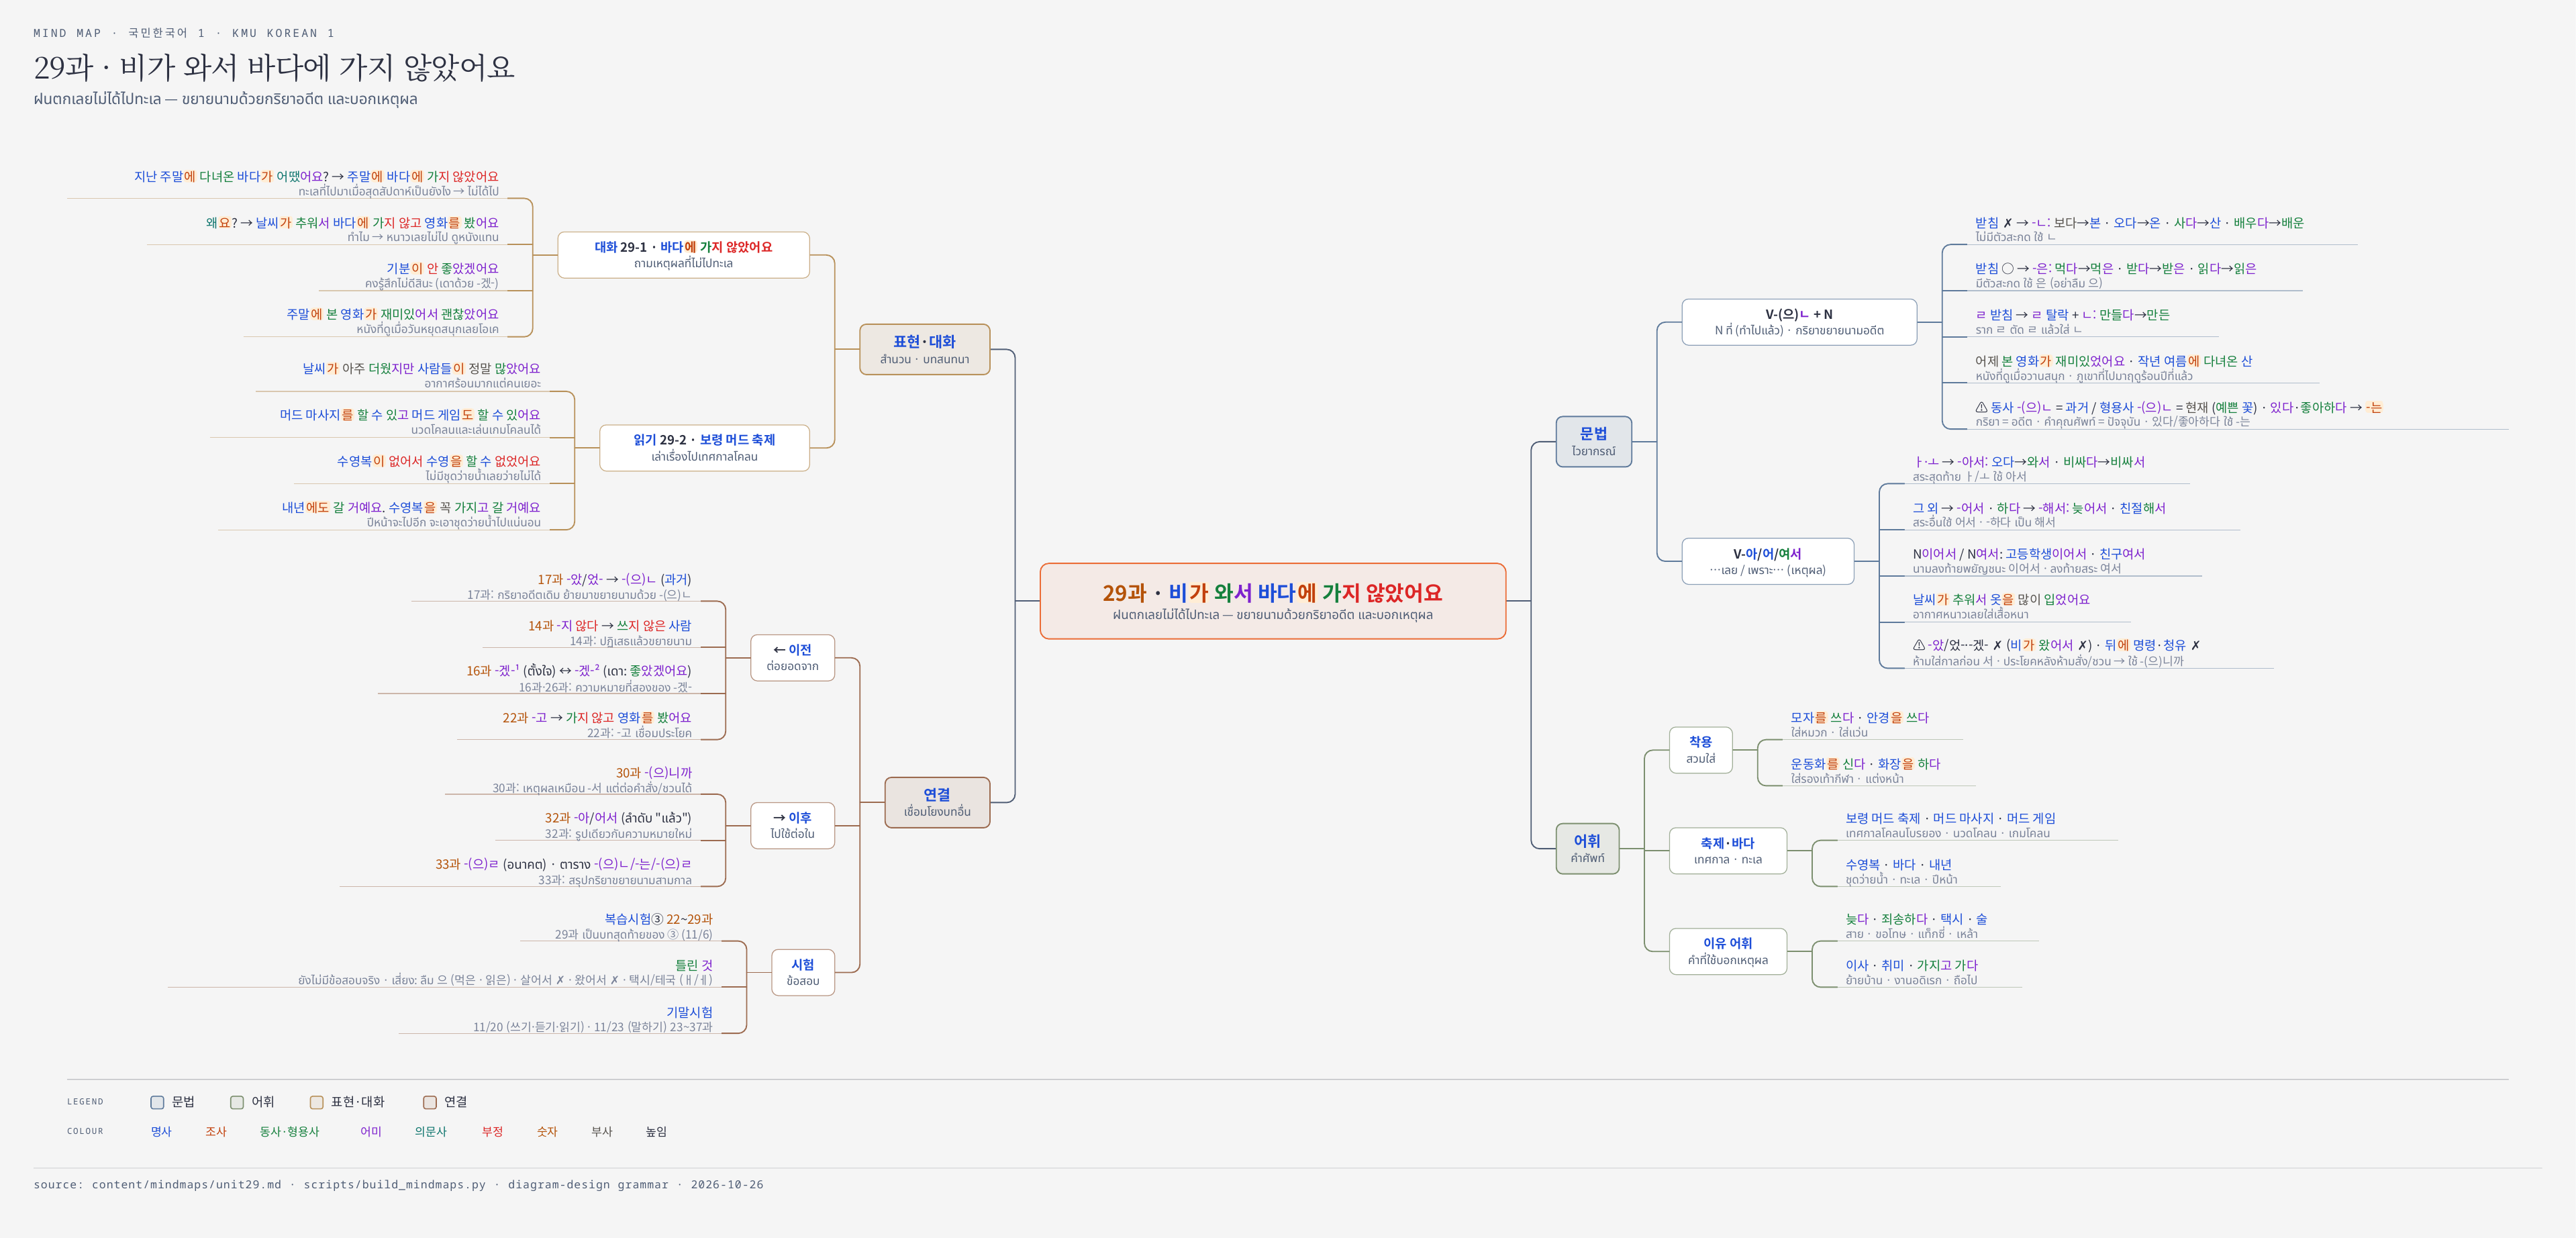 MIND MAP · 국민한국어 1 · KMU KOREAN 1
29과 · 비가 와서 바다에 가지 않았어요
ฝนตกเลยไม่ได้ไปทะเล — ขยายนามด้วยกริยาอดีต และบอกเหตุผล
지난 주말에 다녀온 바다가 어땠어요? → 주말에 바다에 가지 않았어요
ทะเลที่ไปมาเมื่อสุดสัปดาห์เป็นยังไง → ไม่ได้ไป
왜요? → 날씨가 추워서 바다에 가지 않고 영화를 봤어요
ทำไม → หนาวเลยไม่ไป ดูหนังแทน
기분이 안 좋았겠어요
คงรู้สึกไม่ดีสินะ (เดาด้วย -겠-)
주말에 본 영화가 재미있어서 괜찮았어요
หนังที่ดูเมื่อวันหยุดสนุกเลยโอเค
대화 29-1 · 바다에 가지 않았어요
ถามเหตุผลที่ไม่ไปทะเล
날씨가 아주 더웠지만 사람들이 정말 많았어요
อากาศร้อนมากแต่คนเยอะ
머드 마사지를 할 수 있고 머드 게임도 할 수 있어요
นวดโคลนและเล่นเกมโคลนได้
수영복이 없어서 수영을 할 수 없었어요
ไม่มีชุดว่ายน้ำเลยว่ายไม่ได้
내년에도 갈 거예요. 수영복을 꼭 가지고 갈 거예요
ปีหน้าจะไปอีก จะเอาชุดว่ายน้ำไปแน่นอน
읽기 29-2 · 보령 머드 축제
เล่าเรื่องไปเทศกาลโคลน
표현·대화
สำนวน · บทสนทนา
17과 -았/었- → -(으)ㄴ (과거)
17과: กริยาอดีตเดิม ย้ายมาขยายนามด้วย -(으)ㄴ
14과 -지 않다 → 쓰지 않은 사람
14과: ปฏิเสธแล้วขยายนาม
16과 -겠-¹ (ตั้งใจ) ↔ -겠-² (เดา: 좋았겠어요)
16과·26과: ความหมายที่สองของ -겠-
22과 -고 → 가지 않고 영화를 봤어요
22과: -고 เชื่อมประโยค
← 이전
ต่อยอดจาก
30과 -(으)니까
30과: เหตุผลเหมือน -서 แต่ต่อคำสั่ง/ชวนได้
32과 -아/어서 (ลำดับ "แล้ว")
32과: รูปเดียวกันความหมายใหม่
33과 -(으)ㄹ (อนาคต) · ตาราง -(으)ㄴ/-는/-(으)ㄹ
33과: สรุปกริยาขยายนามสามกาล
→ 이후
ไปใช้ต่อใน
복습시험③ 22~29과
29과 เป็นบทสุดท้ายของ ③ (11/6)
틀린 것
ยังไม่มีข้อสอบจริง · เสี่ยง: ลืม 으 (먹은 · 읽은) · 살어서 ✗ · 왔어서 ✗ · 택시/테국 (ㅐ/ㅔ)
기말시험
11/20 (쓰기·듣기·읽기) · 11/23 (말하기) 23~37과
시험
ข้อสอบ
연결
เชื่อมโยงบทอื่น
29과 · 비가 와서 바다에 가지 않았어요
ฝนตกเลยไม่ได้ไปทะเล — ขยายนามด้วยกริยาอดีต และบอกเหตุผล
문법
ไวยากรณ์
V-(으)ㄴ + N
N ที่ (ทำไปแล้ว) · กริยาขยายนามอดีต
받침 ✗ → -ㄴ: 보다→본 · 오다→온 · 사다→산 · 배우다→배운
ไม่มีตัวสะกด ใช้ ㄴ
받침 ◯ → -은: 먹다→먹은 · 받다→받은 · 읽다→읽은
มีตัวสะกด ใช้ 은 (อย่าลืม 으)
ㄹ 받침 → ㄹ 탈락 + ㄴ: 만들다→만든
ราก ㄹ ตัด ㄹ แล้วใส่ ㄴ
어제 본 영화가 재미있었어요 · 작년 여름에 다녀온 산
หนังที่ดูเมื่อวานสนุก · ภูเขาที่ไปมาฤดูร้อนปีที่แล้ว
⚠ 동사 -(으)ㄴ = 과거 / 형용사 -(으)ㄴ = 현재 (예쁜 꽃) · 있다·좋아하다 → -는
กริยา = อดีต · คำคุณศัพท์ = ปัจจุบัน · 있다/좋아하다 ใช้ -는
V-아/어/여서
…เลย / เพราะ… (เหตุผล)
ㅏ·ㅗ → -아서: 오다→와서 · 비싸다→비싸서
สระสุดท้าย ㅏ/ㅗ ใช้ 아서
그 외 → -어서 · 하다 → -해서: 늦어서 · 친절해서
สระอื่นใช้ 어서 · -하다 เป็น 해서
N이어서 / N여서: 고등학생이어서 · 친구여서
นามลงท้ายพยัญชนะ 이어서 · ลงท้ายสระ 여서
날씨가 추워서 옷을 많이 입었어요
อากาศหนาวเลยใส่เสื้อหนา
⚠ -았/었-·-겠- ✗ (비가 왔어서 ✗) · 뒤에 명령·청유 ✗
ห้ามใส่กาลก่อน 서 · ประโยคหลังห้ามสั่ง/ชวน → ใช้ -(으)니까
어휘
คำศัพท์
착용
สวมใส่
모자를 쓰다 · 안경을 쓰다
ใส่หมวก · ใส่แว่น
운동화를 신다 · 화장을 하다
ใส่รองเท้ากีฬา · แต่งหน้า
축제·바다
เทศกาล · ทะเล
보령 머드 축제 · 머드 마사지 · 머드 게임
เทศกาลโคลนโบรยอง · นวดโคลน · เกมโคลน
수영복 · 바다 · 내년
ชุดว่ายน้ำ · ทะเล · ปีหน้า
이유 어휘
คำที่ใช้บอกเหตุผล
늦다 · 죄송하다 · 택시 · 술
สาย · ขอโทษ · แท็กซี่ · เหล้า
이사 · 취미 · 가지고 가다
ย้ายบ้าน · งานอดิเรก · ถือไป
LEGEND 문법 어휘 표현·대화 연결
COLOUR 명사 조사 동사·형용사 어미 의문사 부정 숫자 부사 높임
source: content/mindmaps/unit29.md · scripts/build_mindmaps.py · diagram-design grammar · 2026-10-26